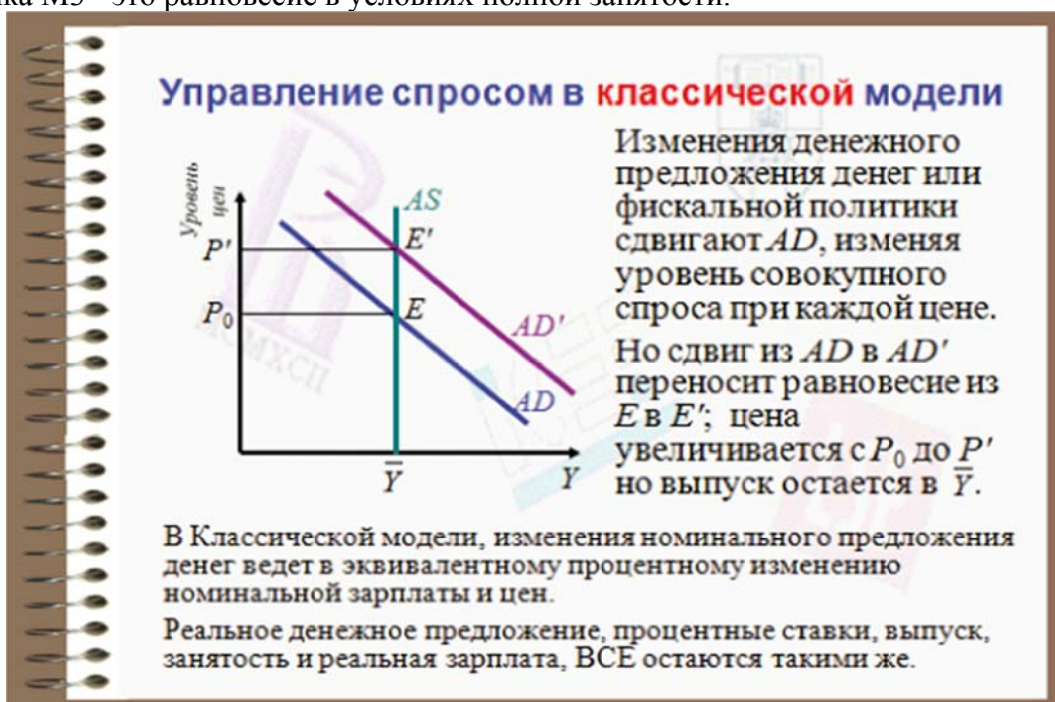 это равновесие в условиях полной занятости.
Управление спросом в классической модели
Уровень
цен
P'
P₀
AS
E'
E
AD'
AD
Y̅
Y
Изменения денежного
предложения денег или
фискальной политики
сдвигают AD, изменяя
уровень совокупного
спроса при каждой цене.
Но сдвиг из AD в AD'
переносит равновесие из
E в E'; цена
увеличивается с P₀ до P'
но выпуск остается в Y̅.
В Классической модели, изменения номинального предложения
денег ведет в эквивалентному процентному изменению
номинальной зарплаты и цен.
Реальное денежное предложение, процентные ставки, выпуск,
занятость и реальная зарплата, ВСЕ остаются такими же.